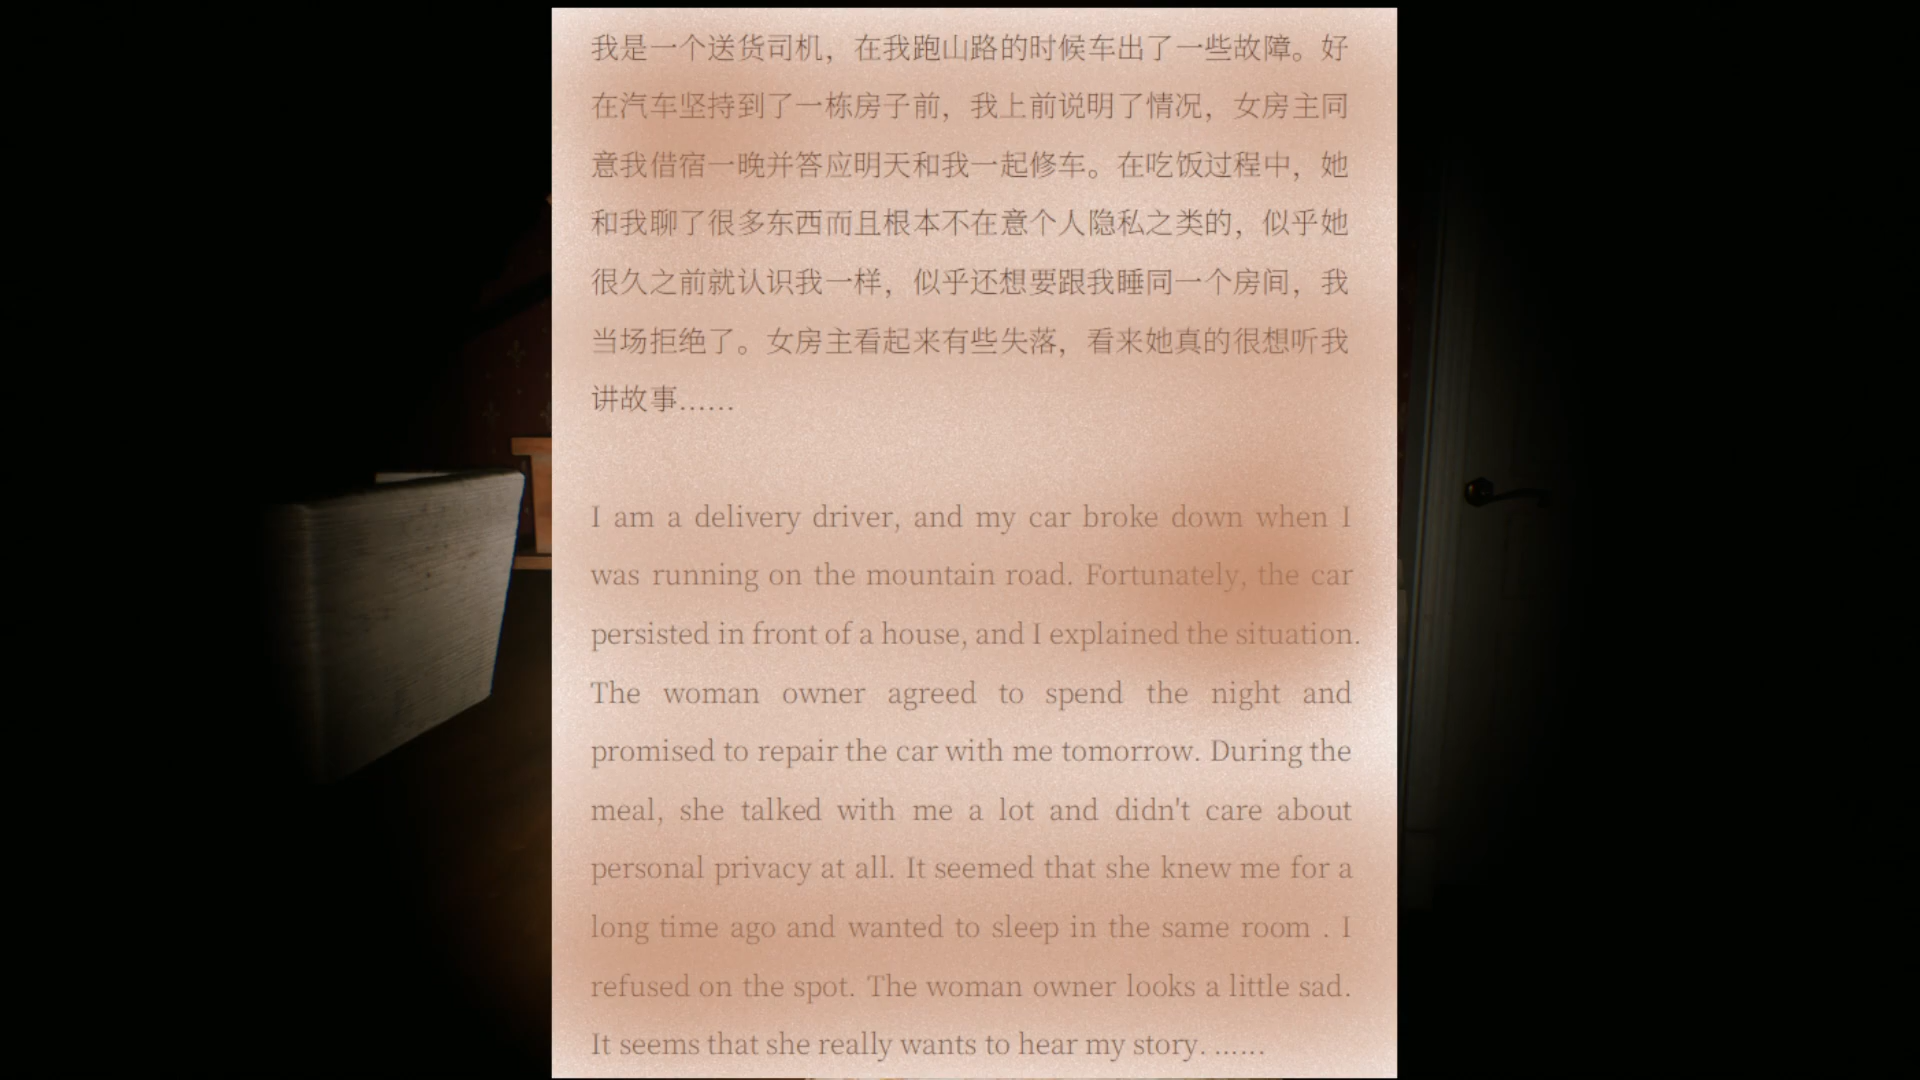 我是一个送货司机，在我跑山路的时候车出了一些故障。好
在汽车坚持到了一栋房子前，我上前说明了情况，女房主同
意我借宿一晚并答应明天和我一起修车。在吃饭过程中，她
和我聊了很多东西而且根本不在意个人隐私之类的，似乎她
很久之前就认识我一样，似乎还想要跟我睡同一个房间，我
当场拒绝了。女房主看起来有些失落，看来她真的很想听我
讲故事......
I am a delivery driver, and my car broke down when I
was running on the mountain road. Fortunately, the car
persisted in front of a house, and I explained the situation.
The woman owner agreed to spend the night and
promised to repair the car with me tomorrow. During the
meal, she talked with me a lot and didn't care about
personal privacy at all. It seemed that she knew me for a
long time ago and wanted to sleep in the same room . I
refused on the spot. The woman owner looks a little sad.
It seems that she really wants to hear my story. ......